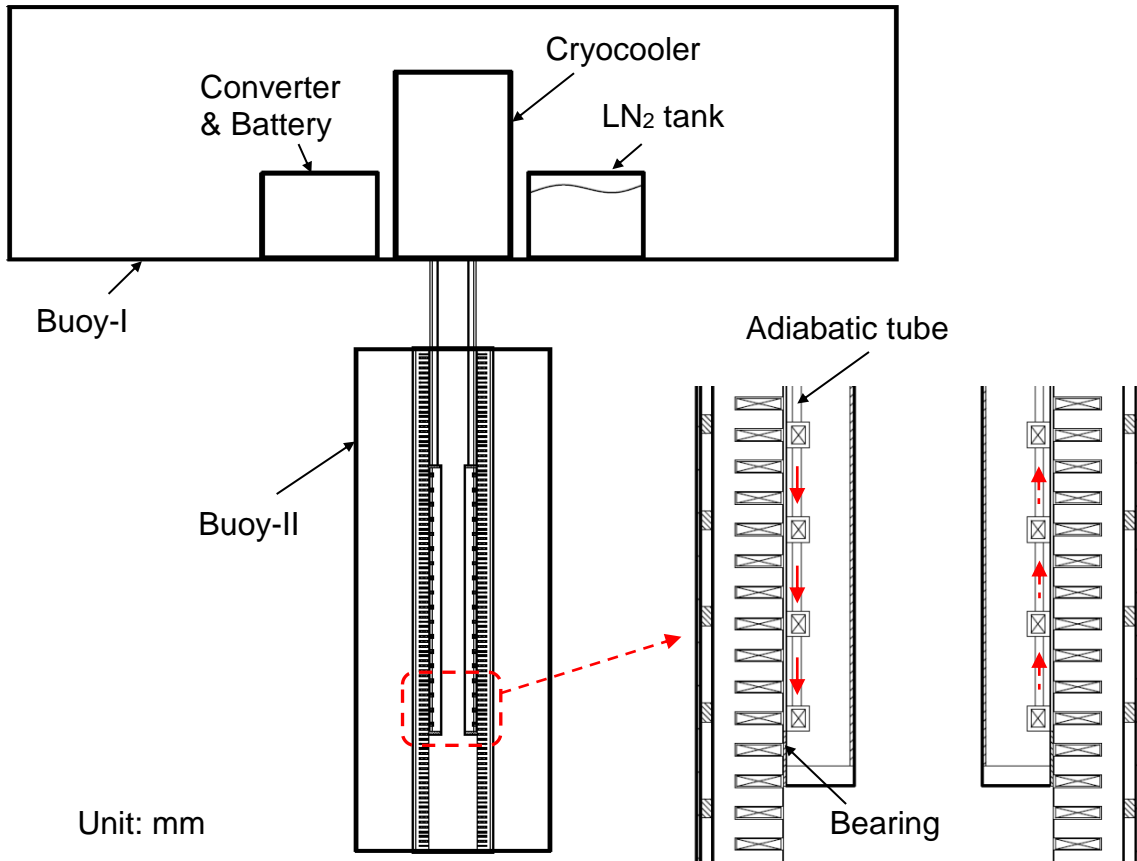 Cryocooler
Converter
& Battery
LN₂ tank
Buoy-I
Adiabatic tube
Buoy-II
Unit: mm
Bearing